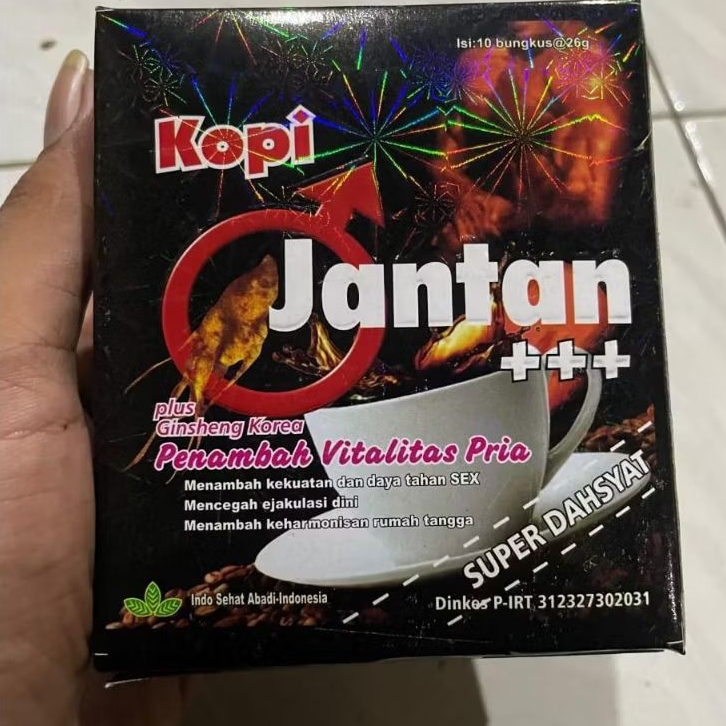 Isi:10 bungkus@26g
Kopi
Jantan
+++
plus
Ginsheng Korea
Penambah Vitalitas Pria
Menambah kekuatan dan daya tahan SEX
Mencegah ejakulasi dini
Menambah keharmonisan rumah tangga
SUPER DAHSYAT
Indo Sehat Abadi-Indonesia
Dinkes P-IRT 312327302031